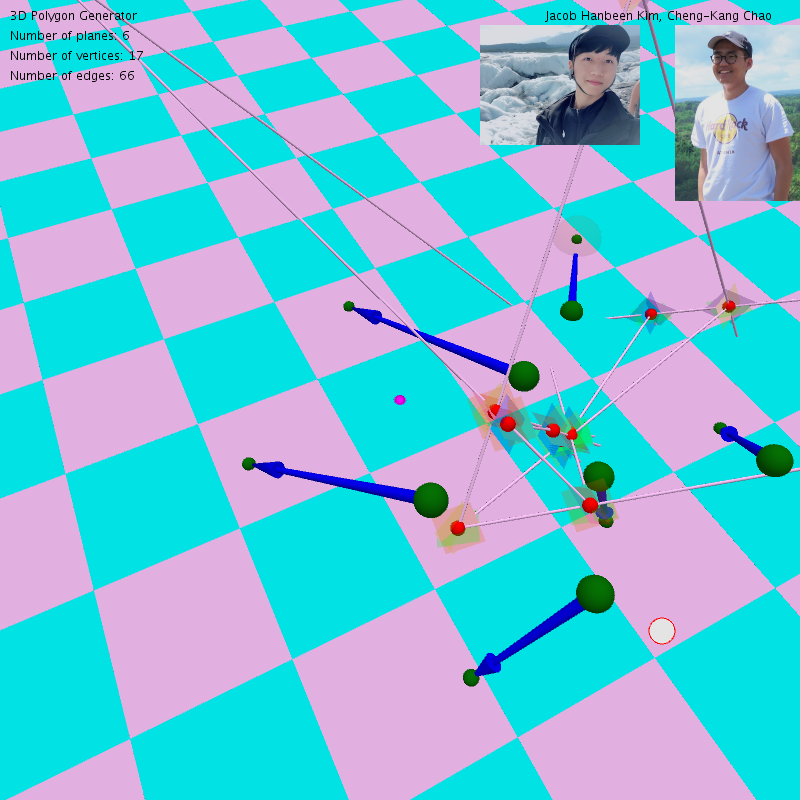 3D Polygon Generator
Jacob Hanbeen Kim, Cheng-Kang Chao
Number of planes: 6
Number of vertices: 17
Number of edges: 66